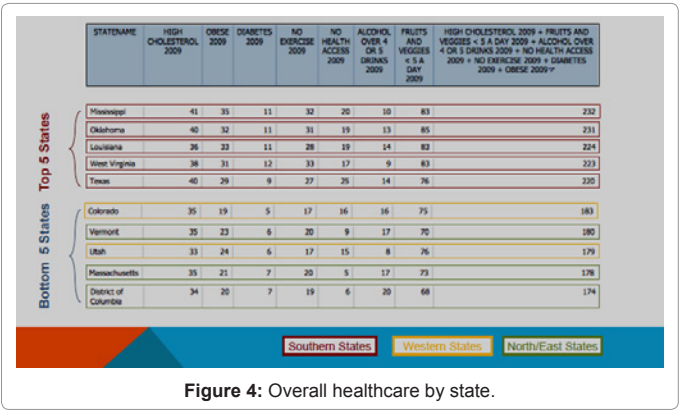 STATENAME HIGH CHOLESTEROL 2009 OBESE 2009 DIABETES 2009 NO EXERCISE 2009 NO HEALTH ACCESS 2009 ALCOHOL OVER 4 OR 5 DRINKS 2009 FRUITS AND VEGGIES < 5 A DAY 2009 HIGH CHOLESTEROL 2009 + FRUITS AND VEGGIES < 5 A DAY 2009 + ALCOHOL OVER 4 OR 5 DRINKS 2009 + NO HEALTH ACCESS 2009 + NO EXERCISE 2009 + DIABETES 2009 + OBESE 2009
Top 5 States
Mississippi 41 35 11 32 20 10 83 232
Oklahoma 40 32 11 31 19 13 85 231
Louisiana 36 33 11 28 19 14 83 224
West Virginia 38 31 12 33 17 9 83 223
Texas 40 29 9 27 25 14 76 220
Bottom 5 States
Colorado 35 19 5 17 16 16 75 183
Vermont 35 23 6 20 9 17 70 180
Utah 33 24 6 17 15 8 76 179
Massachusetts 35 21 7 20 5 17 73 178
District of Columbia 34 20 7 19 6 20 68 174
Southern States Western States North/East States
Figure 4: Overall healthcare by state.